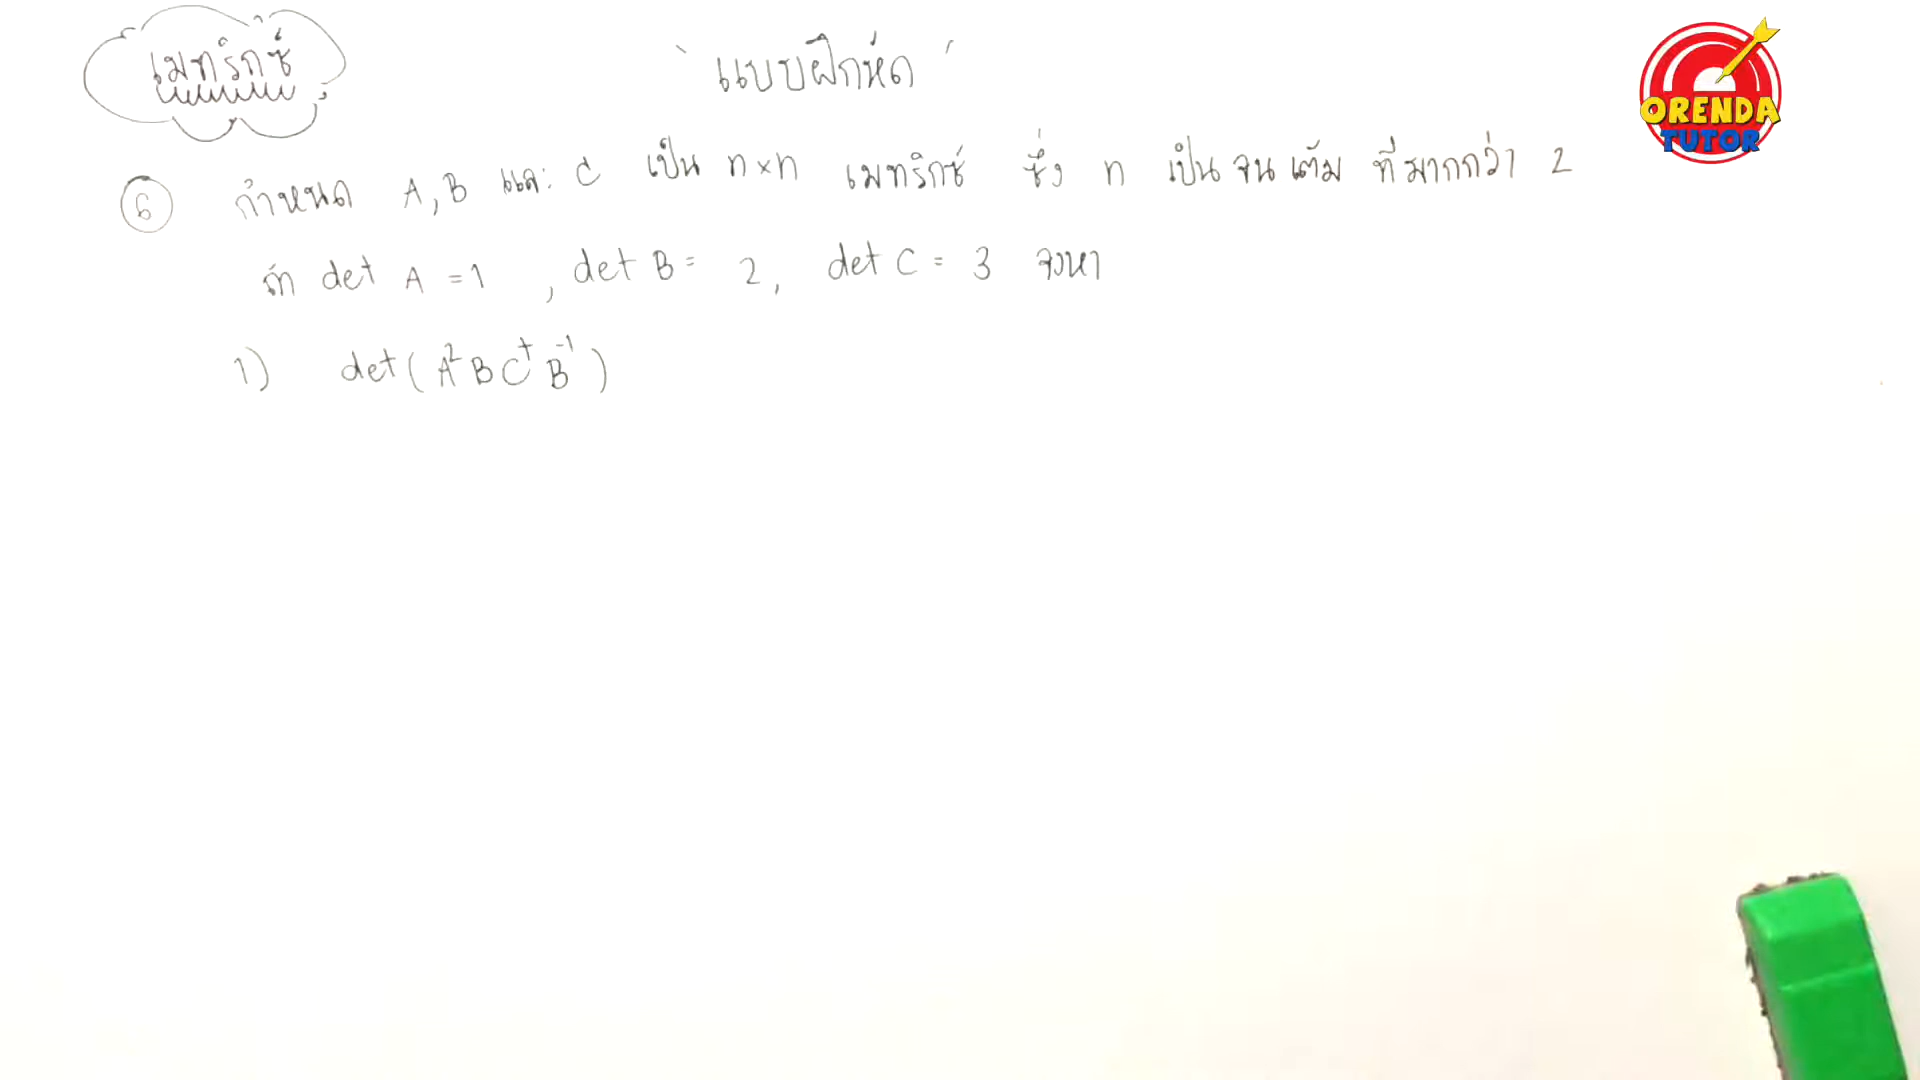 เมทริกซ์
`แบบฝึกหัด´
ORENDA
TUTOR
⑥ กำหนด A, B และ C เป็น n×n เมทริกซ์ ซึ่ง n เป็นจนเต็ม ที่มากกว่า 2
ถ้า det A = 1 , det B = 2, det C = 3 จงหา
1) det(A²BCᵗB⁻¹)